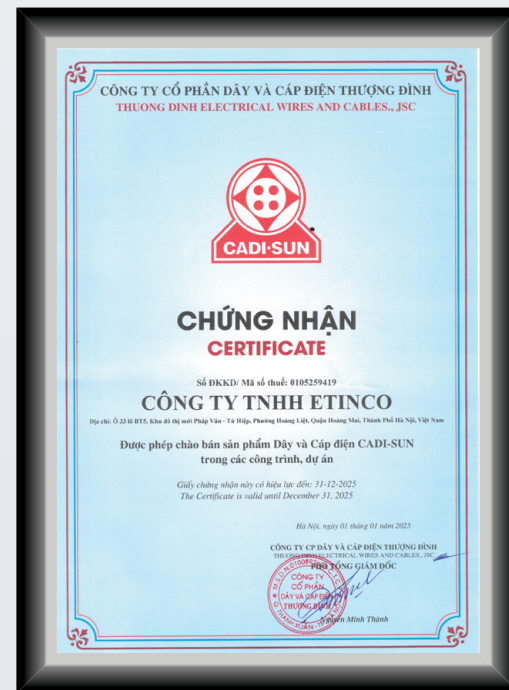 CÔNG TY CỔ PHẦN DÂY VÀ CÁP ĐIỆN THƯỢNG ĐÌNH
THUONG DINH ELECTRICAL WIRES AND CABLES., JSC
CADI-SUN
CHỨNG NHẬN
CERTIFICATE
Số ĐKKD/ Mã số thuế: 0105259419
CÔNG TY TNHH ETINCO
Địa chỉ: Ô 33 lô BT5, Khu đô thị mới Pháp Vân - Tứ Hiệp, Phường Hoàng Liệt, Quận Hoàng Mai, Thành Phố Hà Nội, Việt Nam
Được phép chào bán sản phẩm Dây và Cáp điện CADI-SUN
trong các công trình, dự án
Giấy chứng nhận này có hiệu lực đến: 31-12-2025
The Certificate is valid until December 31, 2025
Hà Nội, ngày 01 tháng 01 năm 2025
CÔNG TY CP DÂY VÀ CÁP ĐIỆN THƯỢNG ĐÌNH
THUONG DINH ELECTRICAL WIRES AND CABLES., JSC
PHÓ TỔNG GIÁM ĐỐC
CÔNG TY
CỔ PHẦN
DÂY VÀ CÁP ĐIỆN
THƯỢNG ĐÌNH
Nguyễn Minh Thành